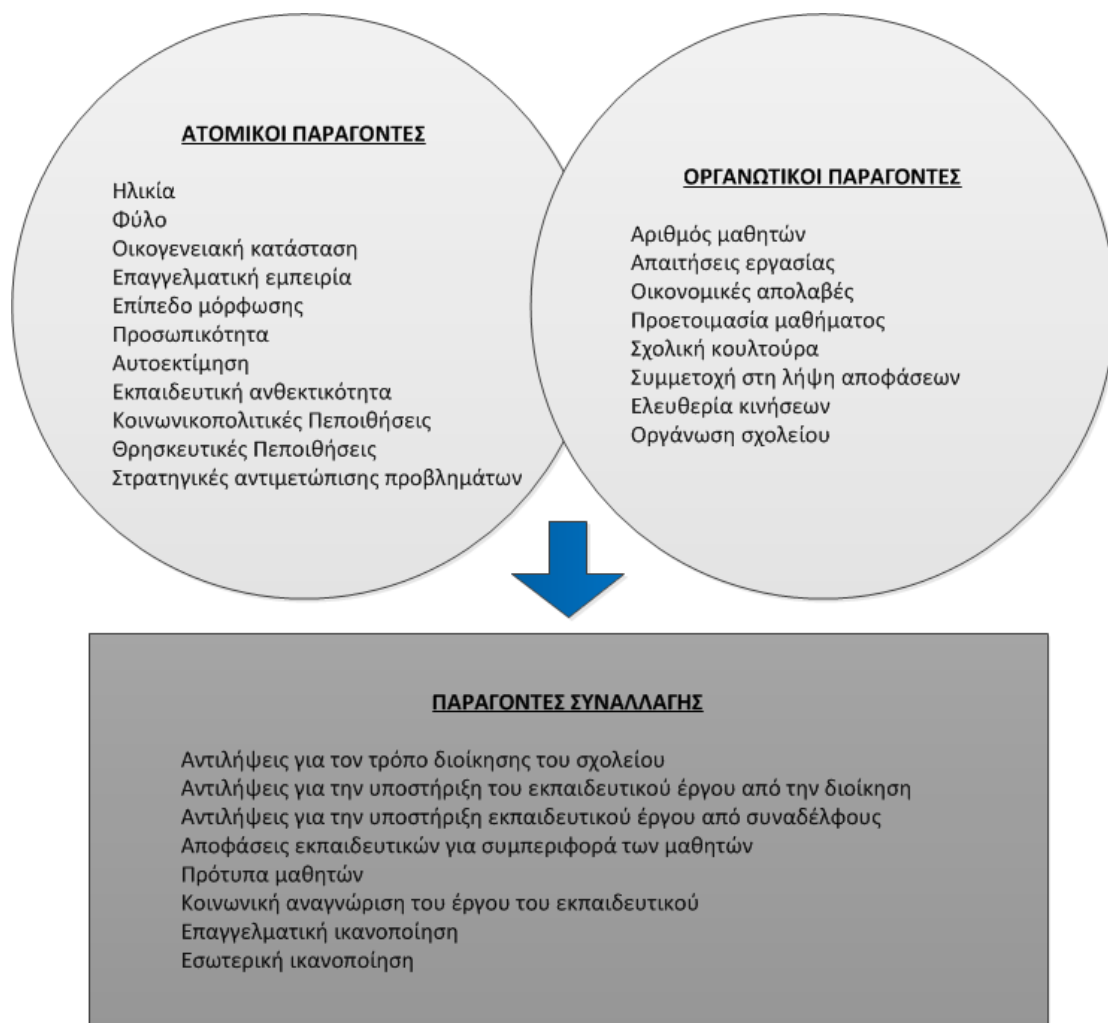 ΑΤΟΜΙΚΟΙ ΠΑΡΑΓΟΝΤΕΣ
Ηλικία
Φύλο
Οικογενειακή κατάσταση
Επαγγελματική εμπειρία
Επίπεδο μόρφωσης
Προσωπικότητα
Αυτοεκτίμηση
Εκπαιδευτική ανθεκτικότητα
Κοινωνικοπολιτικές Πεποιθήσεις
Θρησκευτικές Πεποιθήσεις
Στρατηγικές αντιμετώπισης προβλημάτων
ΟΡΓΑΝΩΤΙΚΟΙ ΠΑΡΑΓΟΝΤΕΣ
Αριθμός μαθητών
Απαιτήσεις εργασίας
Οικονομικές απολαβές
Προετοιμασία μαθήματος
Σχολική κουλτούρα
Συμμετοχή στη λήψη αποφάσεων
Ελευθερία κινήσεων
Οργάνωση σχολείου
ΠΑΡΑΓΟΝΤΕΣ ΣΥΝΑΛΛΑΓΗΣ
Αντιλήψεις για τον τρόπο διοίκησης του σχολείου
Αντιλήψεις για την υποστήριξη του εκπαιδευτικού έργου από την διοίκηση
Αντιλήψεις για την υποστήριξη εκπαιδευτικού έργου από συναδέλφους
Αποφάσεις εκπαιδευτικών για συμπεριφορά των μαθητών
Πρότυπα μαθητών
Κοινωνική αναγνώριση του έργου του εκπαιδευτικού
Επαγγελματική ικανοποίηση
Εσωτερική ικανοποίηση